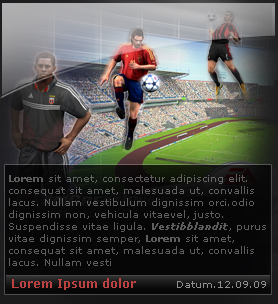 Lorem sit amet, consectetur adipiscing elit.
consequat sit amet, malesuada ut, convallis
lacus. Nullam vestibulum dignissim orci.odio
dignissim non, vehicula vitaevel, justo.
Suspendisse vitae ligula. Vestibblandit, purus
vitae dignissim semper, Lorem sit amet,
consequat sit amet, malesuada ut, convallis
lacus. Nullam vesti
Lorem Ipsum dolor
Datum.12.09.09